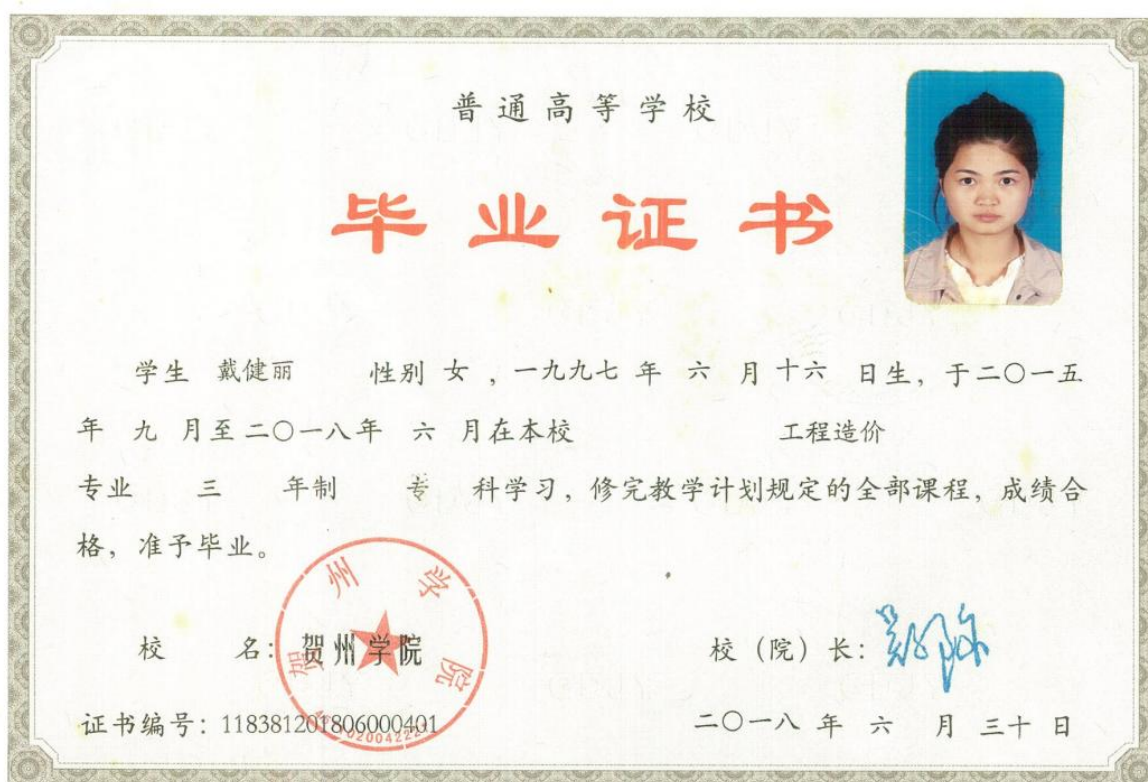 普通高等学校
毕业证书
学生 戴健丽 性别 女 ，一九九七 年 六 月 十六 日生，于二〇一五
年 九 月至 二〇一八年 六 月在本校 工程造价
专业 三 年制 专 科学习，修完教学计划规定的全部课程，成绩合
格，准予毕业。
贺州学院
校 名：贺州学院 校（院）长：
证书编号：118381201806000401 二〇一八 年 六 月 三十 日